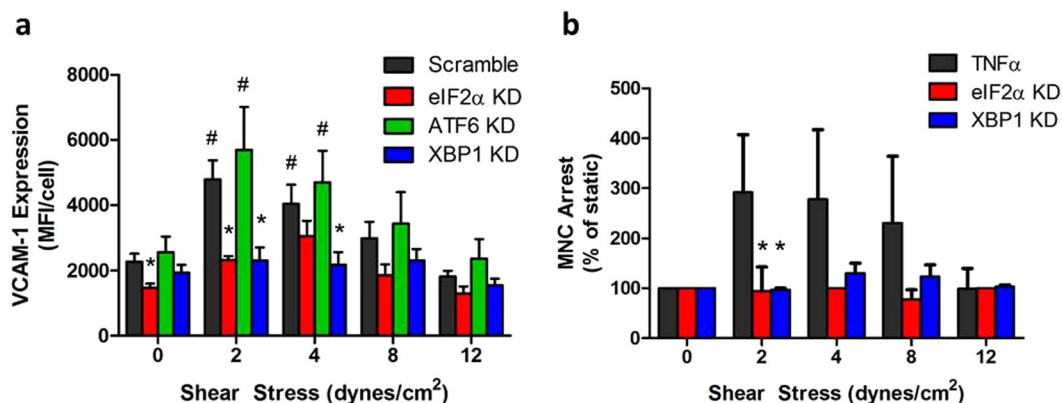 a
VCAM-1 Expression
(MFI/cell)
8000
6000
4000
2000
0
Scramble
eIF2α KD
ATF6 KD
XBP1 KD
*
#
#
*
*
#
#
*
0 2 4 8 12
Shear Stress (dynes/cm²)
b
MNC Arrest
(% of static)
500
400
300
200
100
0
TNFα
eIF2α KD
XBP1 KD
* *
0 2 4 8 12
Shear Stress (dynes/cm²)